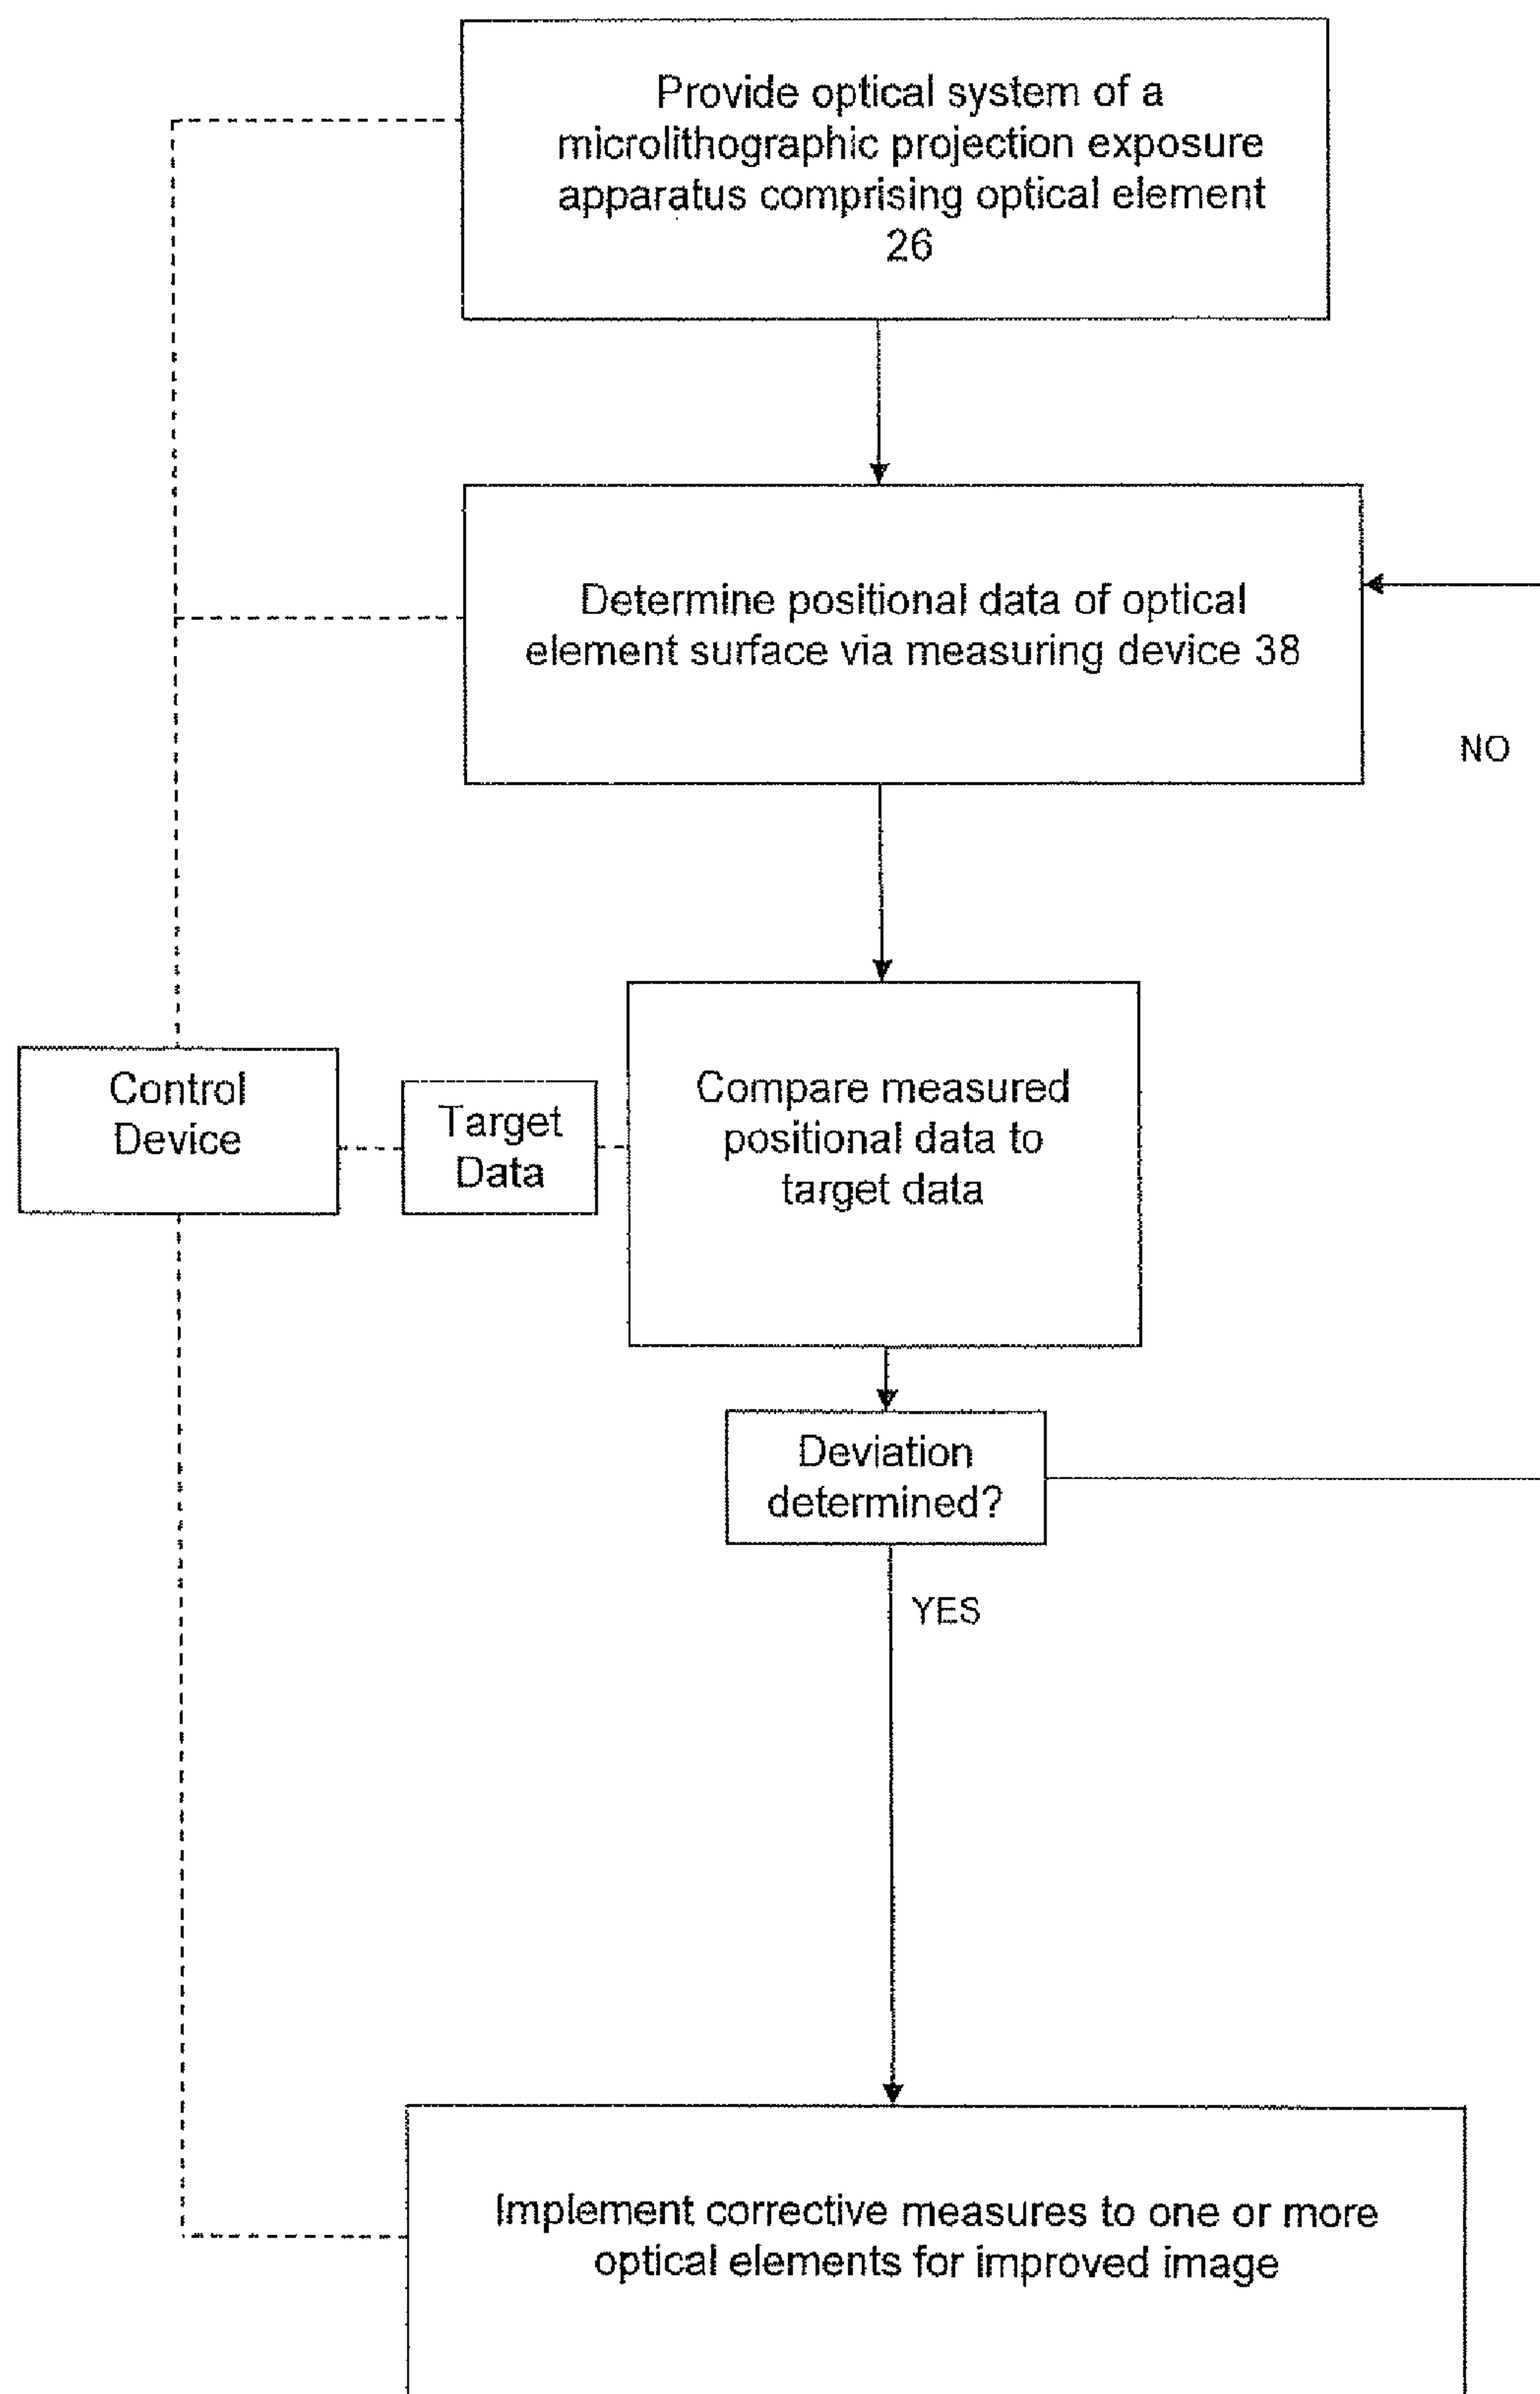 Provide optical system of a
microlithographic projection exposure
apparatus comprising optical element
26
Determine positional data of optical
element surface via measuring device 38
NO
Control
Device
Target
Data
Compare measured
positional data to
target data
Deviation
determined?
YES
Implement corrective measures to one or more
optical elements for improved image